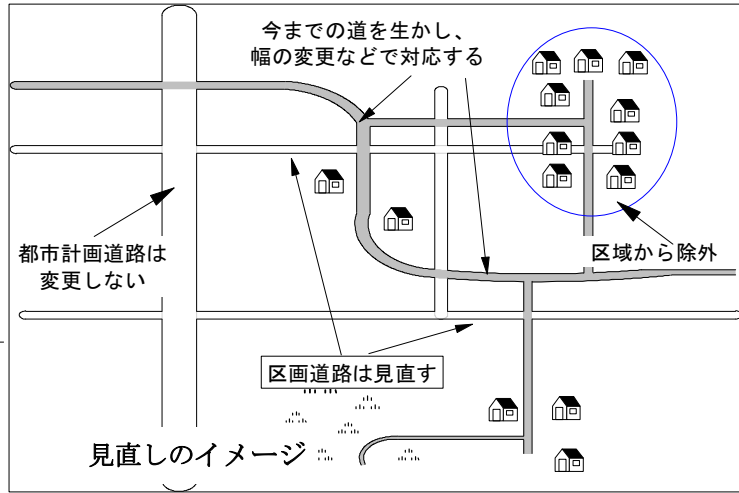 今までの道を生かし、
幅の変更などで対応する
都市計画道路は
変更しない
区域から除外
区画道路は見直す
見直しのイメージ